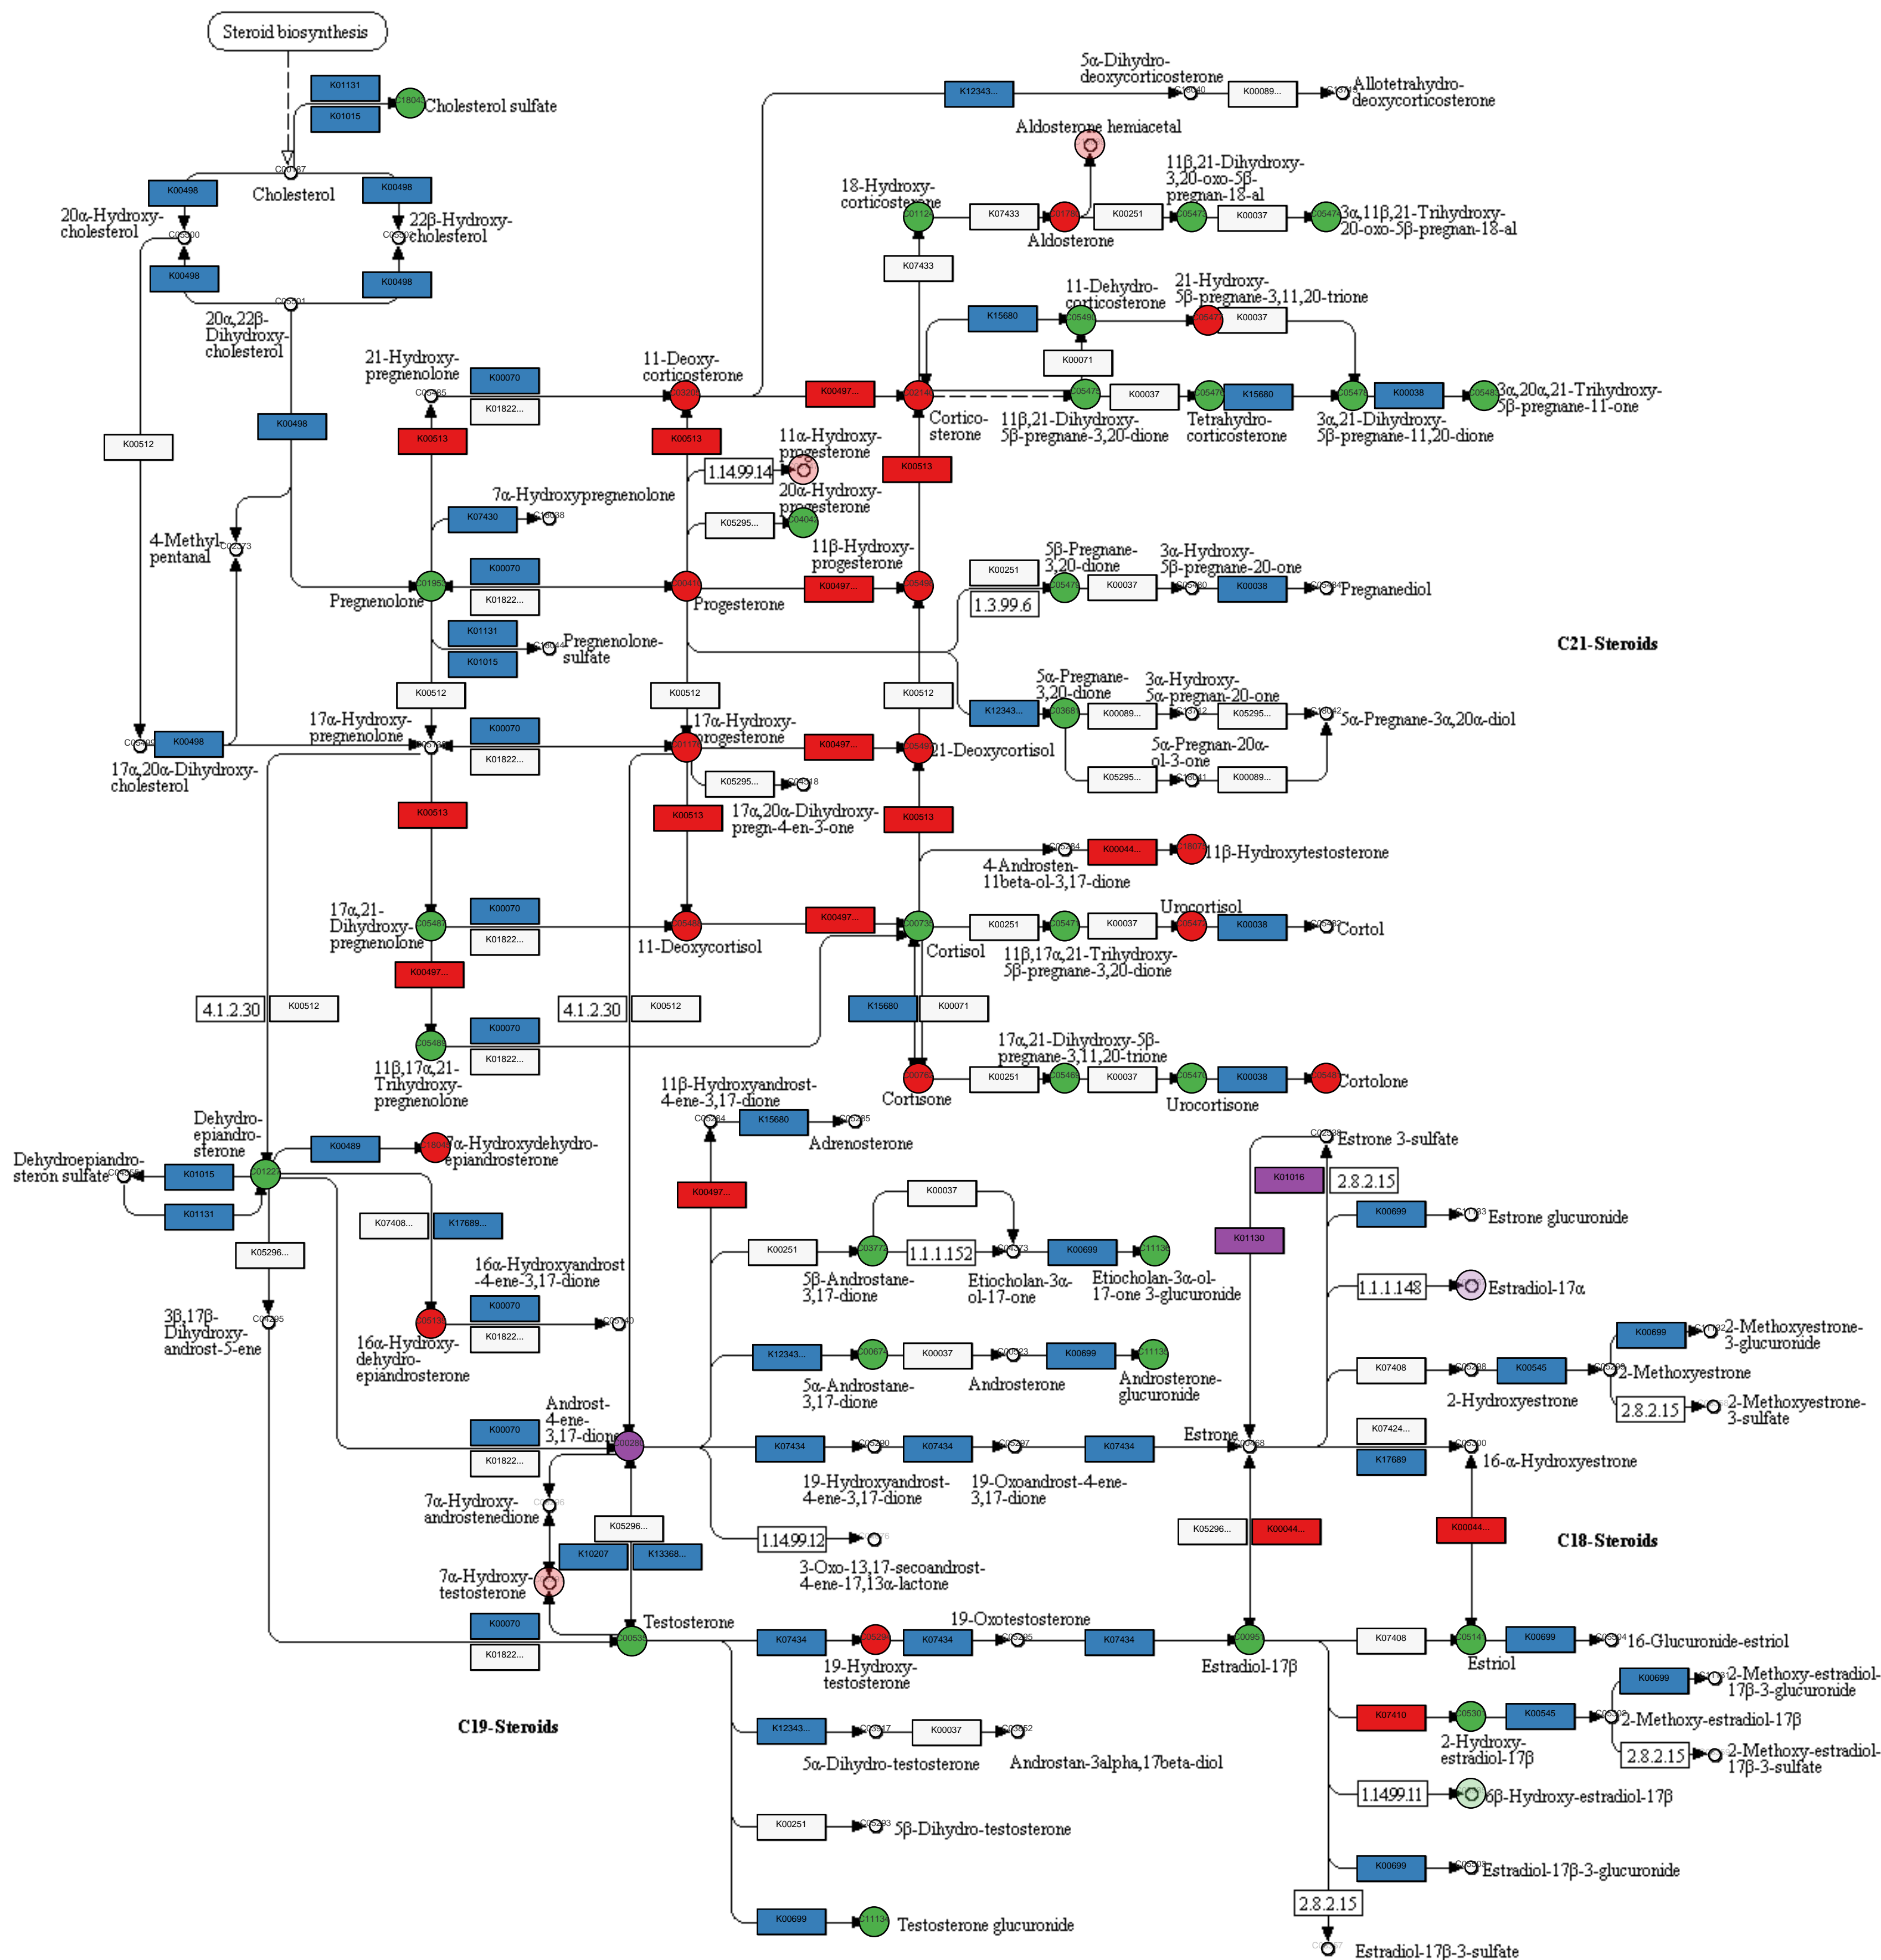 Steroid biosynthesis
K01131
Cholesterol sulfate
K01015
Cholesterol
K00498
K00498
20α-Hydroxy-
cholesterol
22β-Hydroxy-
cholesterol
K00498
K00498
20α,22β-
Dihydroxy-
cholesterol
K00512
K00498
4-Methyl-
pentanal
C02373
5α-Dihydro-
deoxycorticosterone
K12343...
K00089...
Allotetrahydro-
deoxycorticosterone
Aldosterone hemiacetal
18-Hydroxy-
corticosterone
11β,21-Dihydroxy-
3,20-oxo-5β-
pregnan-18-al
K07433
K00251
K00037
3α,11β,21-Trihydroxy-
20-oxo-5β-pregnan-18-al
Aldosterone
K07433
11-Dehydro-
corticosterone
21-Hydroxy-
5β-pregnane-3,11,20-trione
K15680
K00037
K00071
21-Hydroxy-
pregnenolone
K00070
K01822...
11-Deoxy-
corticosterone
K00497...
K00037
K15680
K00038
Cortico-
sterone
11β,21-Dihydroxy-
5β-pregnane-3,20-dione
Tetrahydro-
corticosterone
3α,21-Dihydroxy-
5β-pregnane-11,20-dione
3α,20α,21-Trihydroxy-
5β-pregnane-11-one
K00513
K00513
K00513
11α-Hydroxy-
progesterone
1.14.99.14
7α-Hydroxypregnenolone
K07430
C18038
20α-Hydroxy-
progesterone
K05295...
C04042
Pregnenolone
K00070
K01822...
Progesterone
11β-Hydroxy-
progesterone
K00497...
K00251
1.3.99.6
5β-Pregnane-
3,20-dione
K00037
3α-Hydroxy-
5β-pregnane-20-one
K00038
Pregnanediol
K01131
K01015
Pregnenolone-
sulfate
C21-Steroids
K00512
K00512
K00512
K12343...
5α-Pregnane-
3,20-dione
K00089...
3α-Hydroxy-
5α-pregnan-20-one
K05295...
5α-Pregnane-3α,20α-diol
K05295...
5α-Pregnan-20α-
ol-3-one
K00089...
K00498
17α,20α-Dihydroxy-
cholesterol
17α-Hydroxy-
pregnenolone
K00070
K01822...
17α-Hydroxy-
progesterone
K00497...
21-Deoxycortisol
K05295...
17α,20α-Dihydroxy-
pregn-4-en-3-one
K00513
K00513
K00513
4-Androsten-
11beta-ol-3,17-dione
K00044...
11β-Hydroxytestosterone
17α,21-
Dihydroxy-
pregnenolone
K00070
K01822...
11-Deoxycortisol
K00497...
Cortisol
K00251
11β,17α,21-Trihydroxy-
5β-pregnane-3,20-dione
K00037
Urocortisol
K00038
Cortol
K00497...
4.1.2.30
K00512
4.1.2.30
K00512
K15680
K00071
K00070
K01822...
11β,17α,21-
Trihydroxy-
pregnenolone
Cortisone
K00251
17α,21-Dihydroxy-5β-
pregnane-3,11,20-trione
K00037
Urocortisone
K00038
Cortolone
11β-Hydroxyandrost-
4-ene-3,17-dione
K15680
Adrenosterone
Dehydro-
epiandro-
sterone
K00489
7α-Hydroxydehydro-
epiandrosterone
Dehydroepiandro-
steron sulfate
K01015
K01131
C01227
K07408...
K17689...
K05296...
16α-Hydroxyandrost
-4-ene-3,17-dione
K00070
K01822...
16α-Hydroxy-
dehydro-
epiandrosterone
3β,17β-
Dihydroxy-
androst-5-ene
K00497...
K00037
K00251
5β-Androstane-
3,17-dione
1.1.1.152
Etiocholan-3α-
ol-17-one
K00699
Etiocholan-3α-ol-
17-one 3-glucuronide
K12343...
5α-Androstane-
3,17-dione
K00037
Androsterone
K00699
Androsterone-
glucuronide
Estrone 3-sulfate
K01016
2.8.2.15
K01130
K00699
Estrone glucuronide
1.1.1.148
Estradiol-17α
K07408
2-Hydroxyestrone
K00545
2-Methoxyestrone
K00699
2-Methoxyestrone-
3-glucuronide
2.8.2.15
2-Methoxyestrone-
3-sulfate
Androst-
4-ene-
3,17-dione
K00070
K01822...
K07434
19-Hydroxyandrost-
4-ene-3,17-dione
K07434
19-Oxoandrost-4-ene-
3,17-dione
K07434
Estrone
K07424...
K17689
16-α-Hydroxyestrone
7α-Hydroxy-
androstenedione
K05296...
K10207
K13368...
7α-Hydroxy-
testosterone
1.14.99.12
3-Oxo-13,17-secoandrost-
4-ene-17,13α-lactone
K05296...
K00044...
K00044...
C18-Steroids
K00070
K01822...
Testosterone
K07434
19-Hydroxy-
testosterone
K07434
19-Oxotestosterone
K07434
Estradiol-17β
K07408
Estriol
K00699
16-Glucuronide-estriol
C19-Steroids
K12343...
5α-Dihydro-testosterone
K00037
Androstan-3alpha,17beta-diol
K07410
2-Hydroxy-
estradiol-17β
K00545
2-Methoxy-estradiol-17β
K00699
2-Methoxy-estradiol-
17β-3-glucuronide
2.8.2.15
2-Methoxy-estradiol-
17β-3-sulfate
1.14.99.11
6β-Hydroxy-estradiol-17β
K00251
5β-Dihydro-testosterone
K00699
Estradiol-17β-3-glucuronide
K00699
Testosterone glucuronide
2.8.2.15
Estradiol-17β-3-sulfate